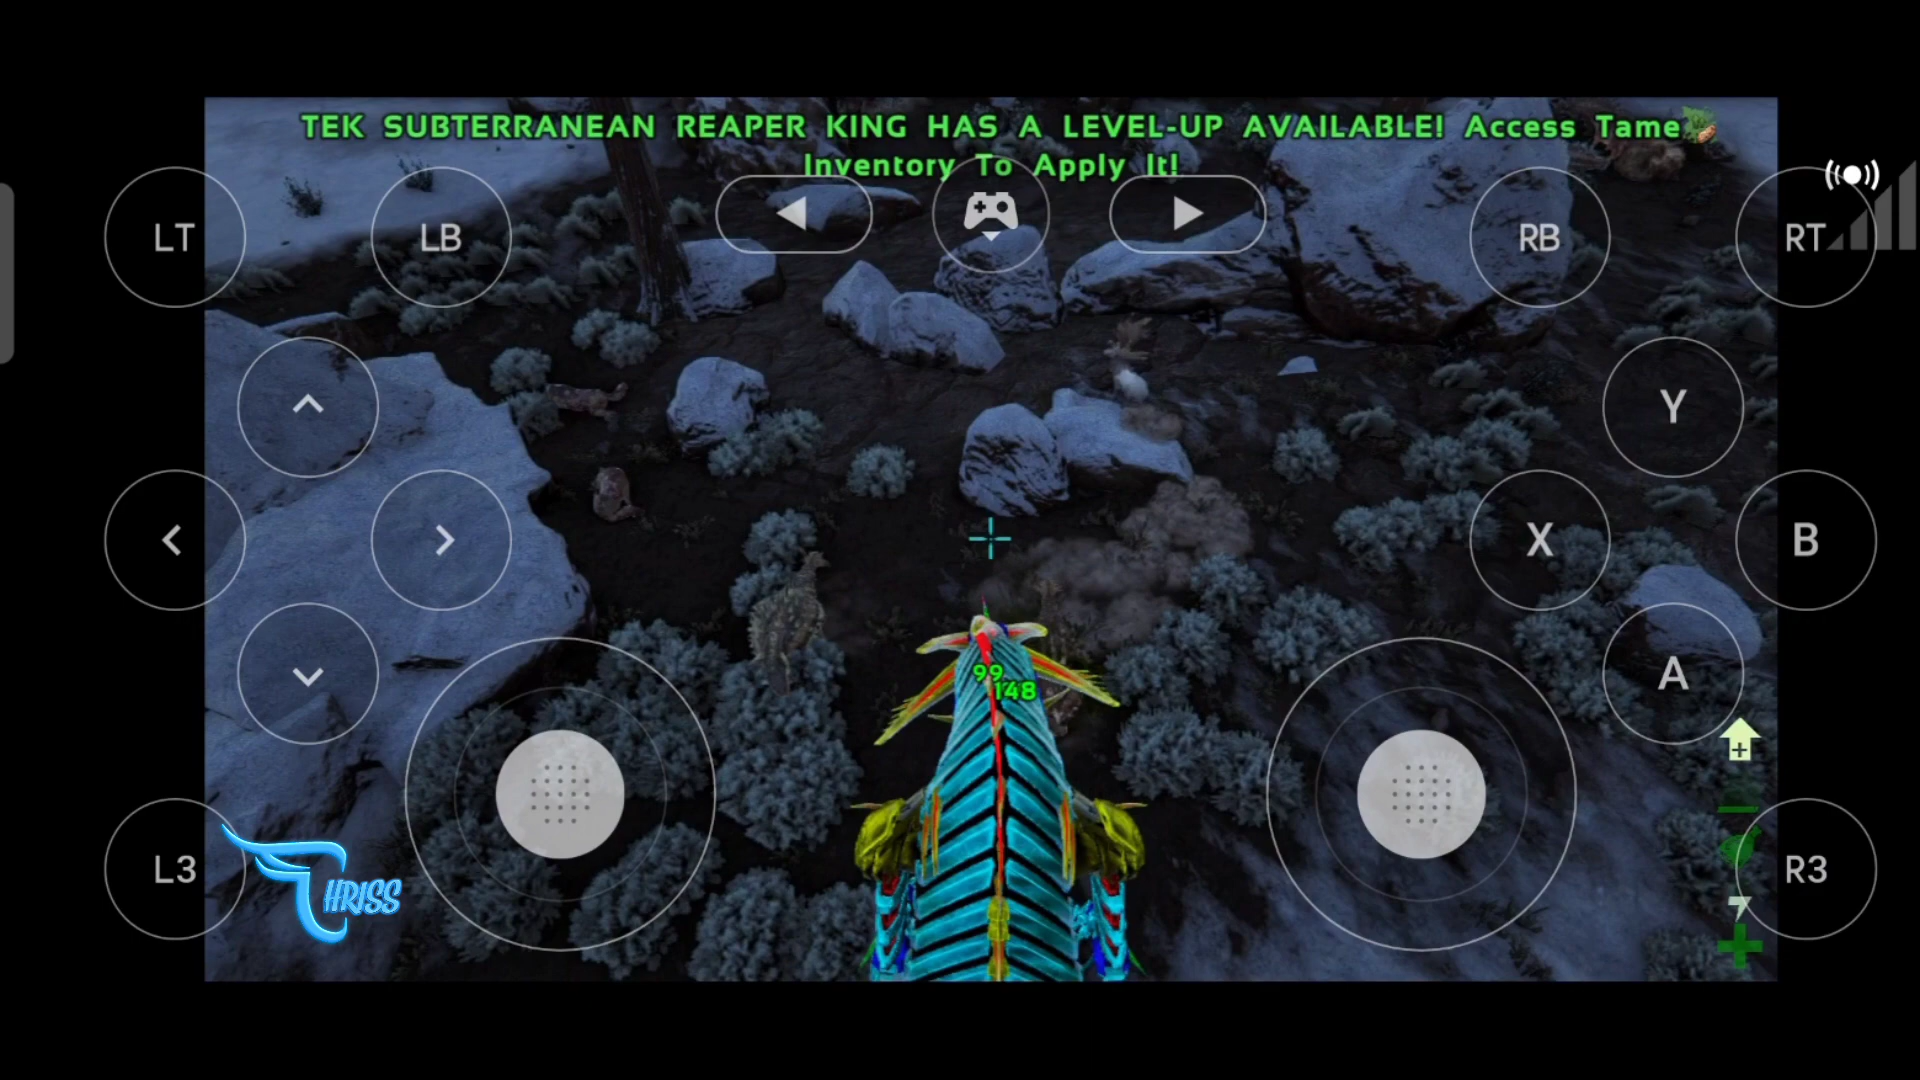 TEK SUBTERRANEAN REAPER KING HAS A LEVEL-UP AVAILABLE! Access Tame
Inventory To Apply It!
LT
LB
RB
RT
Y
X
B
A
99
148
L3
THRISS
R3